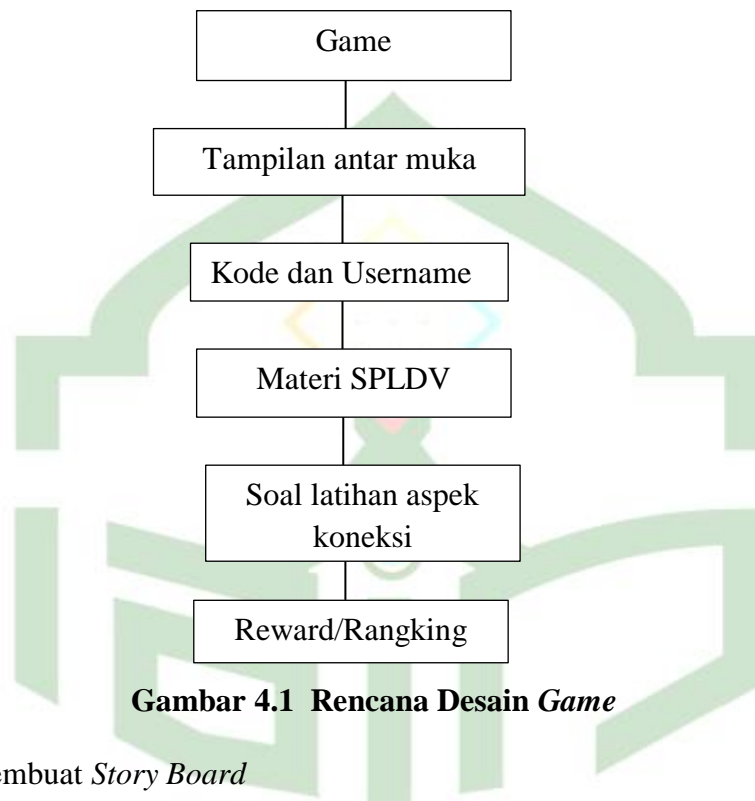 Game
Tampilan antar muka
Kode dan Username
Materi SPLDV
Soal latihan aspek
koneksi
Reward/Rangking
Gambar 4.1 Rencana Desain Game
embuat Story Board